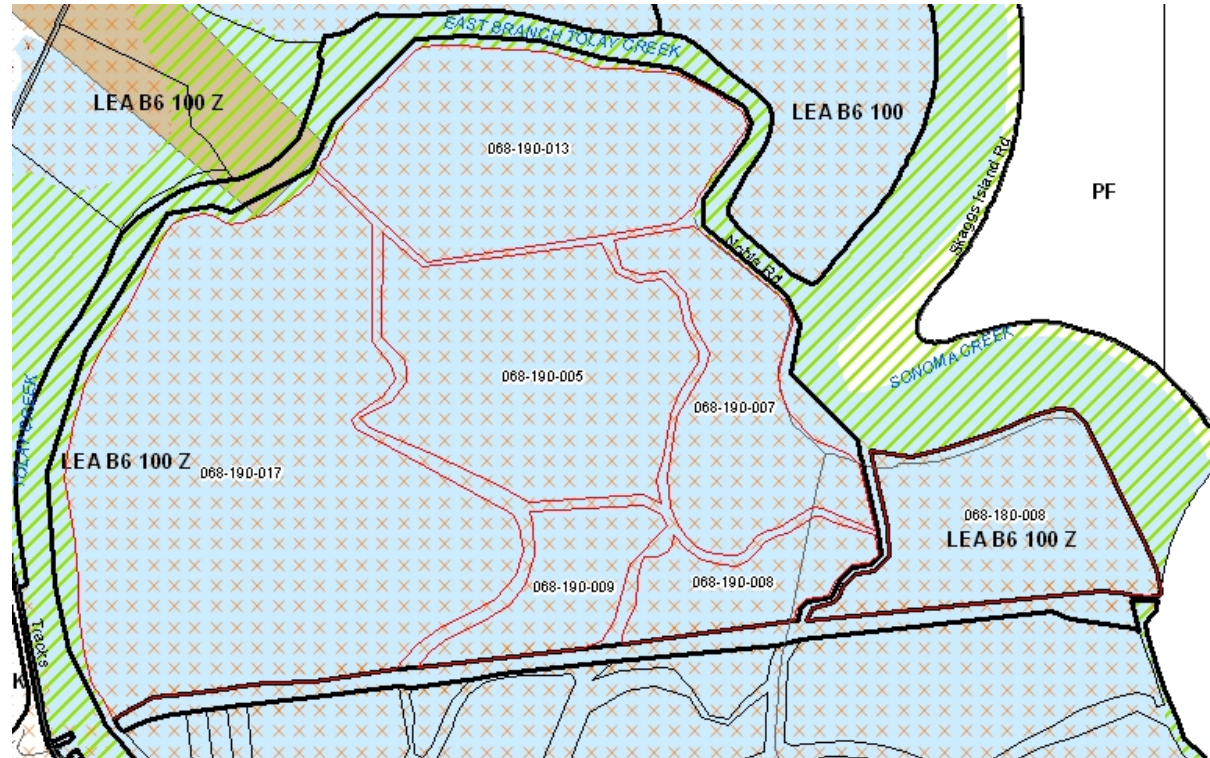 EAST BRANCH TOLAY CREEK
LEA B6 100 Z
LEA B6 100
068-190-013
Skaggs Island Rd
PF
Noble Rd
SONOMA CREEK
068-190-005
068-190-007
TOLAY CREEK
LEA B6 100 Z
068-190-017
068-180-008
LEA B6 100 Z
068-190-009
068-190-008
Tracks
K